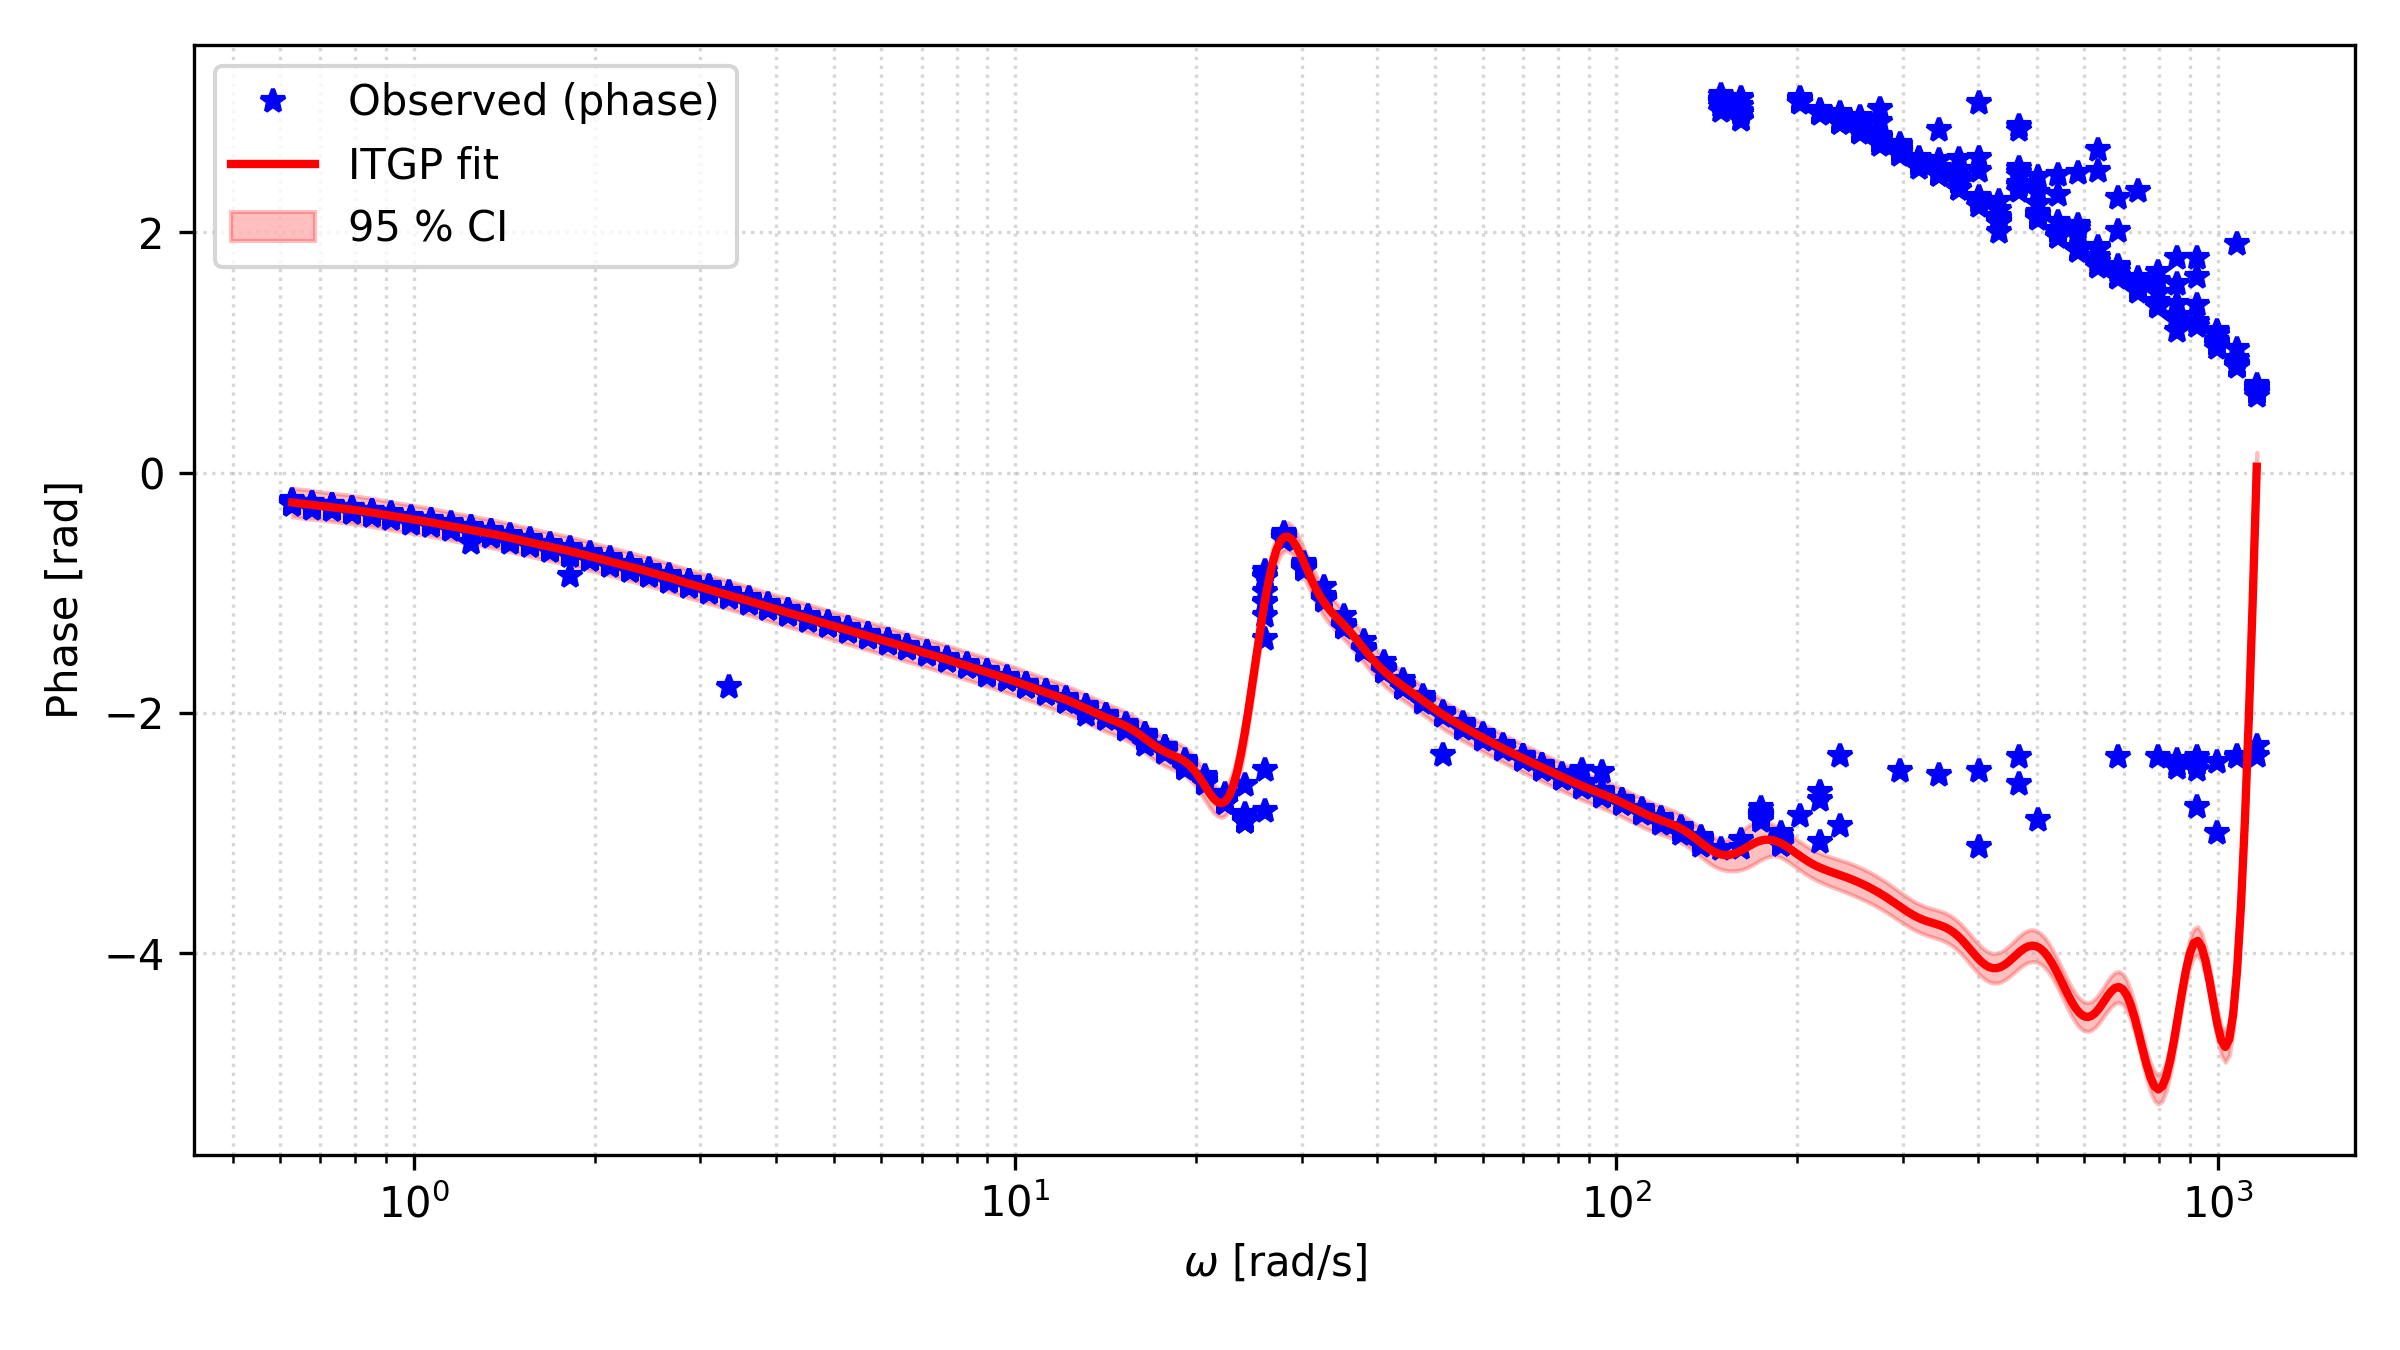 Observed (phase)
ITGP fit
95 % CI
Phase [rad]
2
0
−2
−4
10⁰
10¹
10²
10³
ω [rad/s]